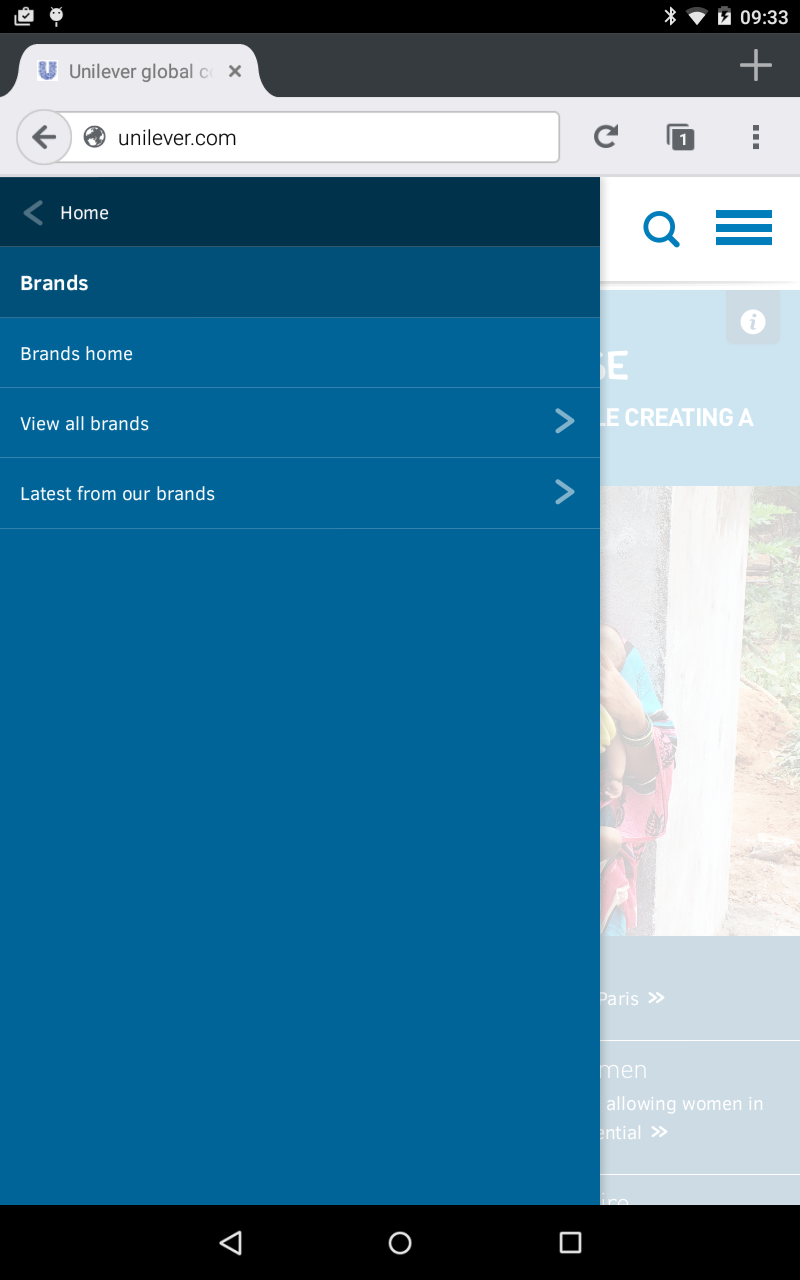 09:33
Unilever global c
unilever.com
1
Home
Brands
Brands home
View all brands
Latest from our brands
SE
LE CREATING A
Paris
men
allowing women in
ential